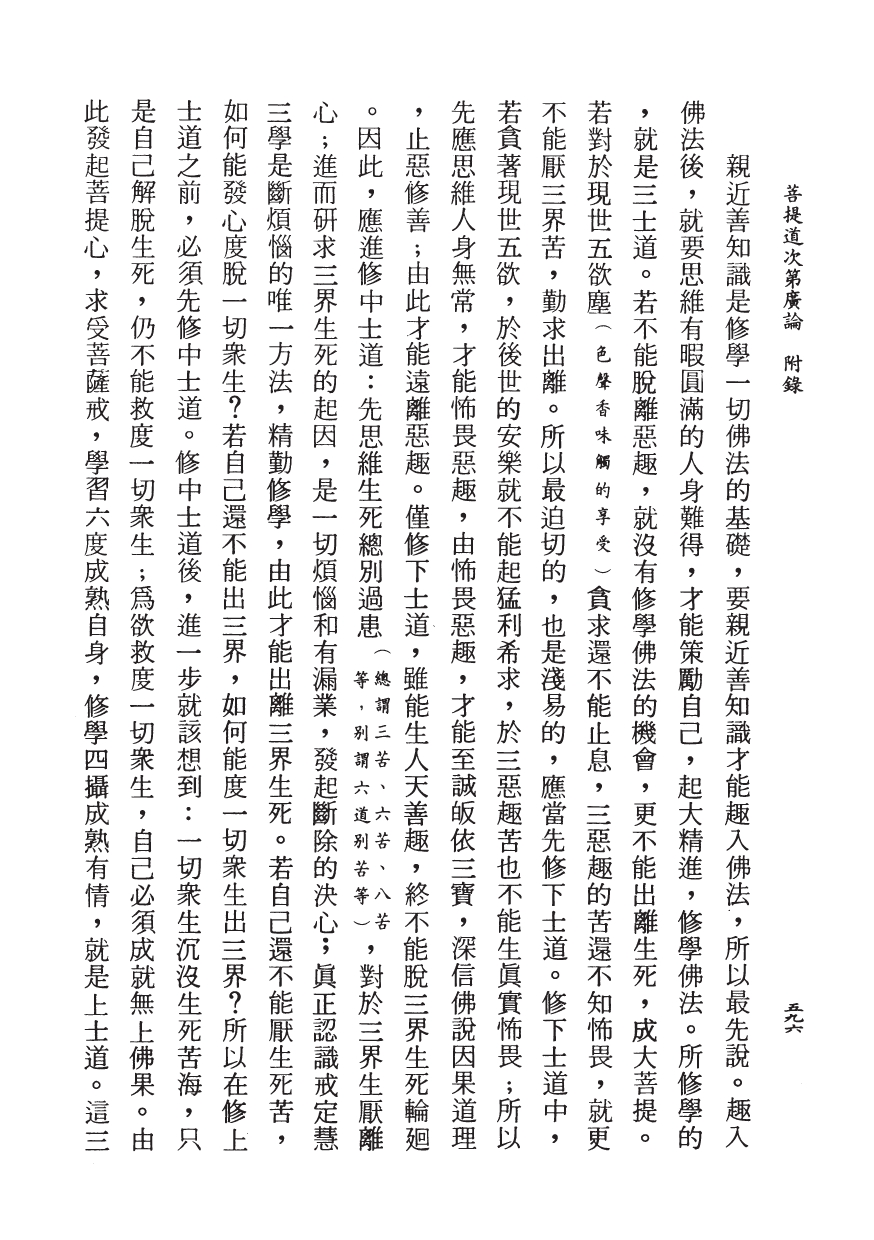 菩提道次第廣論　附錄
五九六
親近善知識是修學一切佛法的基礎，要親近善知識才能趣入佛法，所以最先說。趣入
佛法後，就要思維有暇圓滿的人身難得，才能策勵自己，起大精進，修學佛法。所修學的
，就是三士道。若不能脫離惡趣，就沒有修學佛法的機會，更不能出離生死，成大菩提。
若對於現世五欲塵（色聲香味觸的享受）貪求還不能止息，三惡趣的苦還不知怖畏，就更
不能厭三界苦，勤求出離。所以最迫切的，也是淺易的，應當先修下士道。修下士道中，
若貪著現世五欲，於後世的安樂就不能起猛利希求，於三惡趣苦也不能生眞實怖畏；所以
先應思維人身無常，才能怖畏惡趣，由怖畏惡趣，才能至誠皈依三寶，深信佛說因果道理
，止惡修善；由此才能遠離惡趣。僅修下士道，雖能生人天善趣，終不能脫三界生死輪廻
。因此，應進修中士道：先思維生死總別過患（總謂三苦、六苦、八苦等，別謂六道別苦等），對於三界生厭離
心；進而研求三界生死的起因，是一切煩惱和有漏業，發起斷除的決心；眞正認識戒定慧
三學是斷煩惱的唯一方法，精勤修學，由此才能出離三界生死。若自己還不能厭生死苦，
如何能發心度脫一切衆生？若自己還不能出三界，如何能度一切衆生出三界？所以在修上
士道之前，必須先修中士道。修中士道後，進一步就該想到：一切衆生沉沒生死苦海，只
是自己解脫生死，仍不能救度一切衆生；爲欲救度一切衆生，自己必須成就無上佛果。由
此發起菩提心，求受菩薩戒，學習六度成熟自身，修學四攝成熟有情，就是上士道。這三